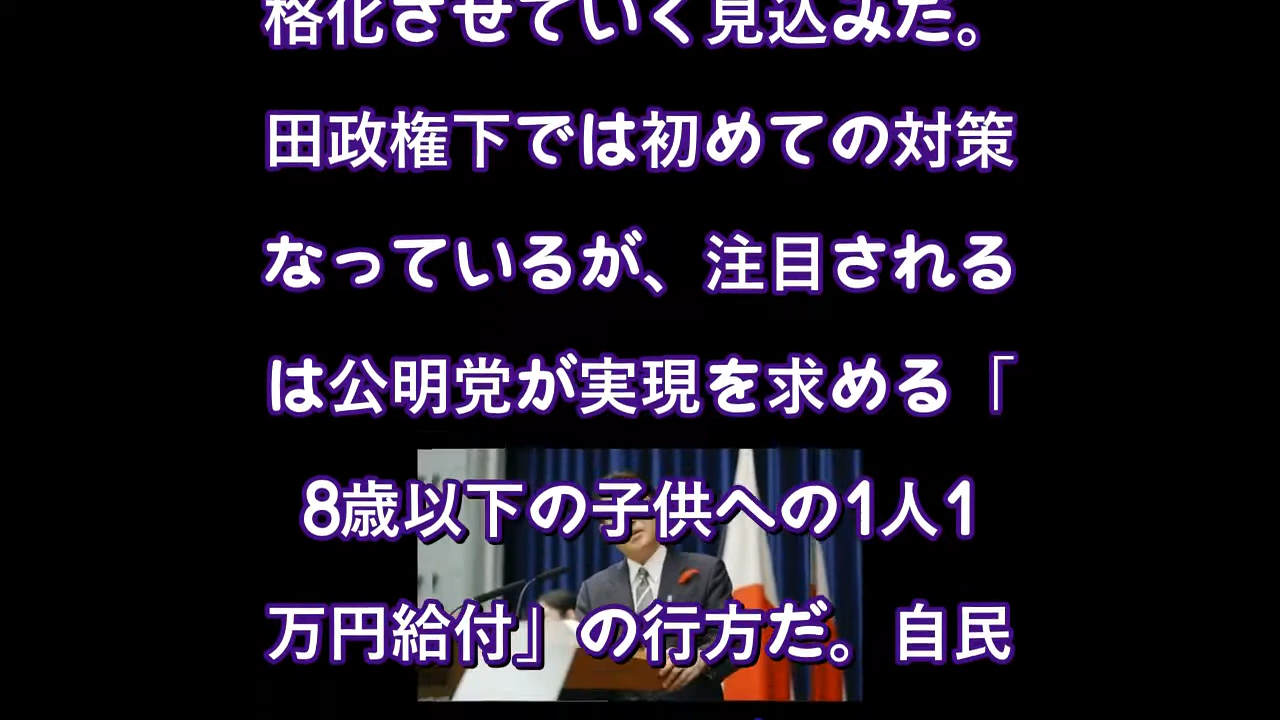 格化させていく見込みだ。
田政権下では初めての対策
なっているが、注目される
は公明党が実現を求める「
8歳以下の子供への1人1
万円給付」の行方だ。自民